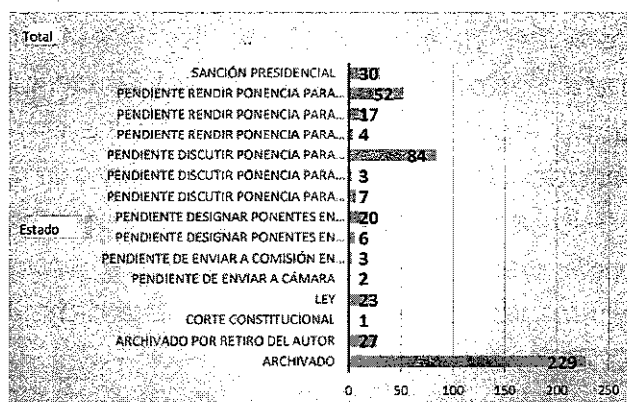 Total
SANCIÓN PRESIDENCIAL 30
PENDIENTE RENDIR PONENCIA PARA... 52
PENDIENTE RENDIR PONENCIA PARA... 17
PENDIENTE RENDIR PONENCIA PARA... 4
PENDIENTE DISCUTIR PONENCIA PARA... 84
PENDIENTE DISCUTIR PONENCIA PARA... 3
PENDIENTE DISCUTIR PONENCIA PARA... 7
PENDIENTE DESIGNAR PONENTES EN... 20
Estado
PENDIENTE DESIGNAR PONENTES EN... 6
PENDIENTE DE ENVIAR A COMISIÓN EN... 3
PENDIENTE DE ENVIAR A CÁMARA 2
LEY 23
CORTE CONSTITUCIONAL 1
ARCHIVADO POR RETIRO DEL AUTOR 27
ARCHIVADO 229
0 50 100 150 200 250